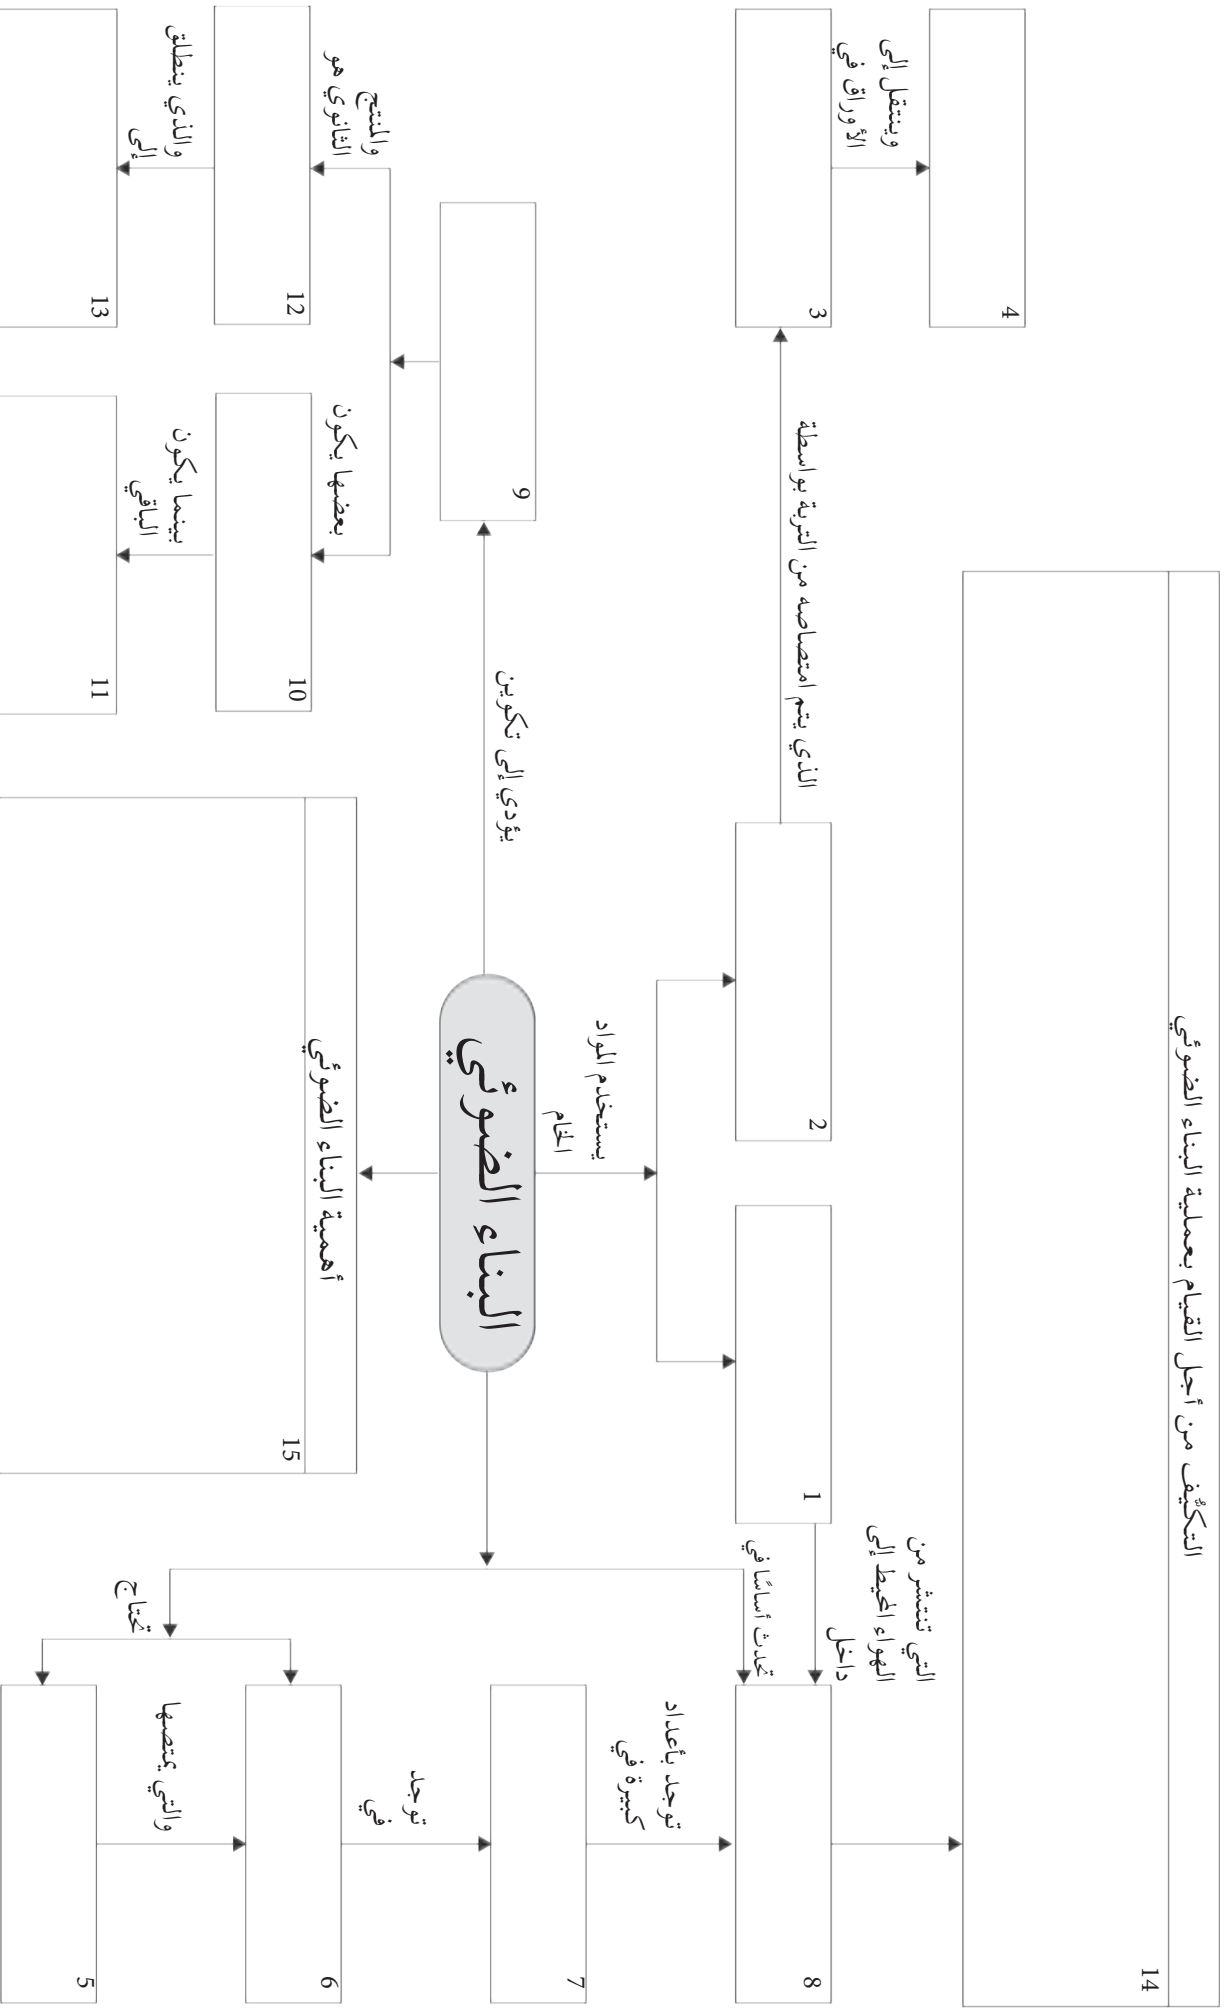 التكيّف من أجل القيام بعملية البناء الضوئي
14
4
وينتقل إلى
الأوراق في
3
الذي يتم امتصاصه من التربة بواسطة
2
1
التي تنتشر من
الهواء المحيط إلى
داخل
8
تحدث أساسًا في
توجد بأعداد
كبيرة في
7
توجد
في
6
والتي يمتصها
5
تحتاج
يستخدم المواد
الخام
البناء الضوئي
يؤدي إلى تكوين
9
والمنتج
الثانوي هو
بعضها يكون
12
10
والذي ينطلق
إلى
بينما يكون
الباقي
13
11
أهمية البناء الضوئي
15